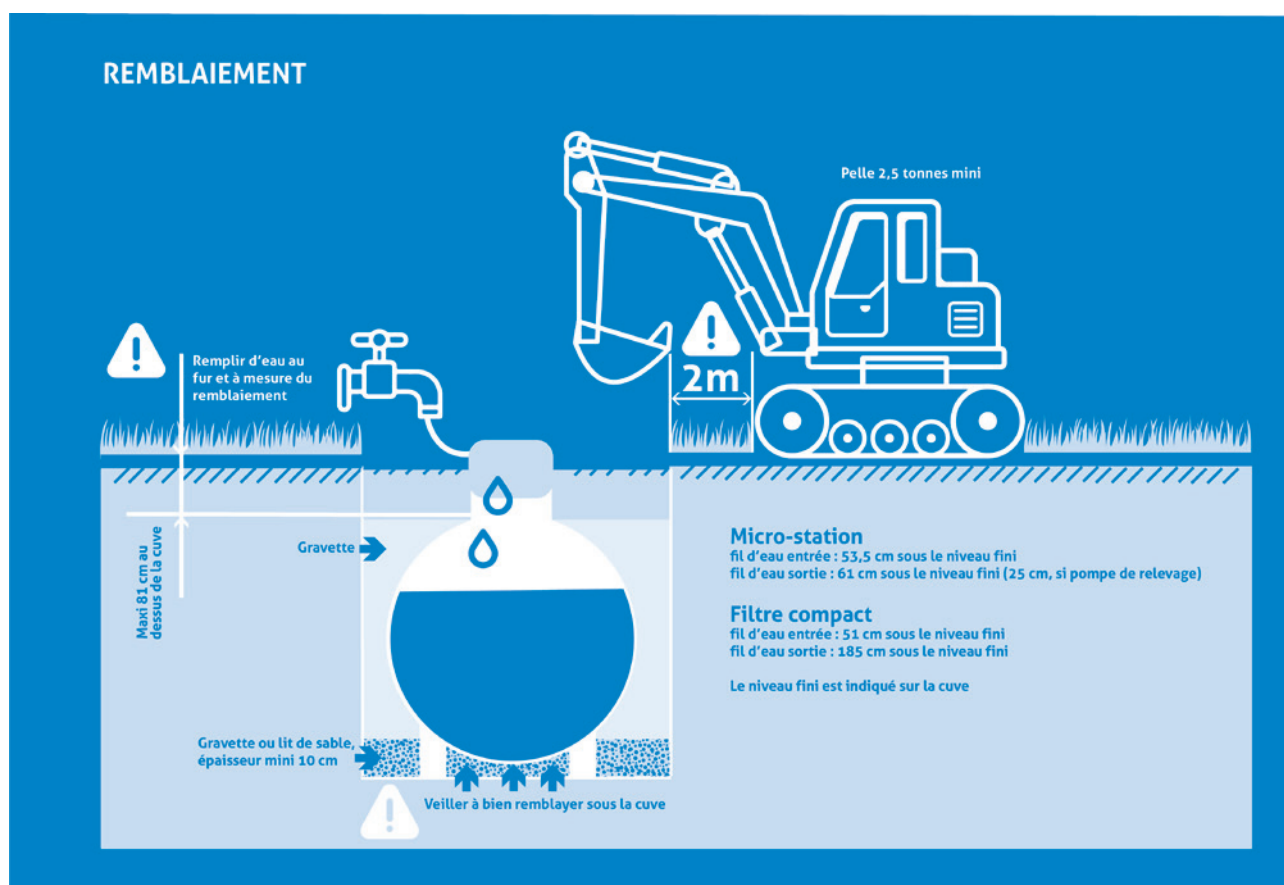 REMBLAIEMENT
Pelle 2,5 tonnes mini
Remplir d'eau au
fur et à mesure du
remblaiement
2m
Maxi 81 cm au
dessus de la cuve
Gravette
Micro-station
fil d'eau entrée : 53,5 cm sous le niveau fini
fil d'eau sortie : 61 cm sous le niveau fini (25 cm, si pompe de relevage)
Filtre compact
fil d'eau entrée : 51 cm sous le niveau fini
fil d'eau sortie : 185 cm sous le niveau fini
Le niveau fini est indiqué sur la cuve
Gravette ou lit de sable,
épaisseur mini 10 cm
Veiller à bien remblayer sous la cuve